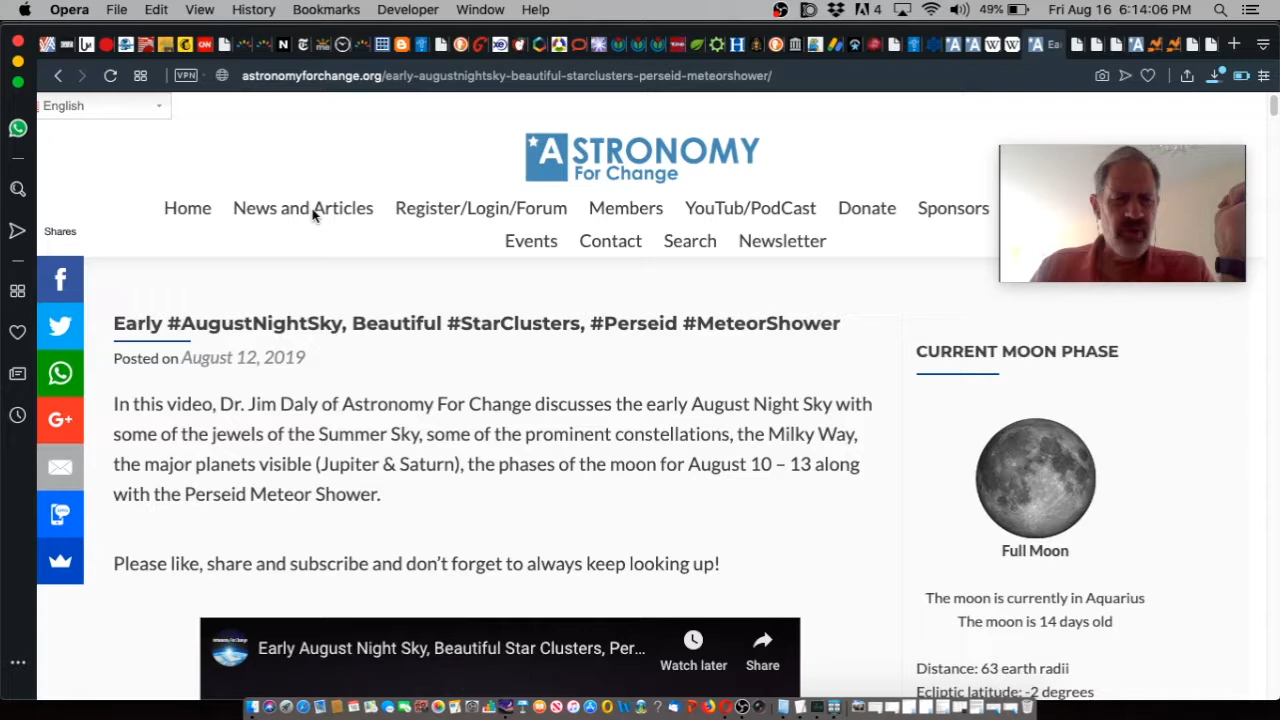 Opera File Edit View History Bookmarks Developer Window Help
4 49% Fri Aug 16 6:14:06 PM
VPN astronomyforchange.org/early-augustnightsky-beautiful-starclusters-perseid-meteorshower/
English
ASTRONOMY
For Change
Home News and Articles Register/Login/Forum Members YouTub/PodCast Donate Sponsors
Events Contact Search Newsletter
Shares
Early #AugustNightSky, Beautiful #StarClusters, #Perseid #MeteorShower
Posted on August 12, 2019
In this video, Dr. Jim Daly of Astronomy For Change discusses the early August Night Sky with
some of the jewels of the Summer Sky, some of the prominent constellations, the Milky Way,
the major planets visible (Jupiter & Saturn), the phases of the moon for August 10 – 13 along
with the Perseid Meteor Shower.
Please like, share and subscribe and don't forget to always keep looking up!
Early August Night Sky, Beautiful Star Clusters, Per...
Watch later
Share
CURRENT MOON PHASE
Full Moon
The moon is currently in Aquarius
The moon is 14 days old
Distance: 63 earth radii
Ecliptic latitude: -2 degrees